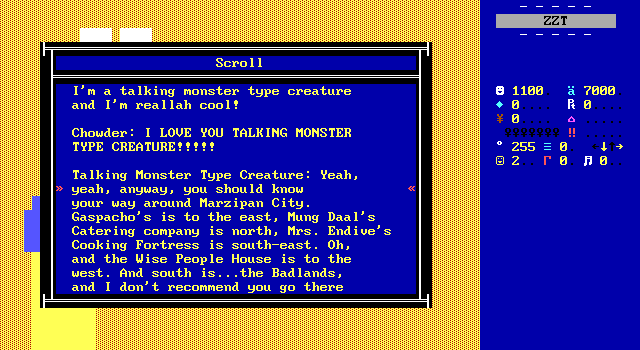 ZZT
Scroll
I'm a talking monster type creature
and I'm reallah cool!
Chowder: I LOVE YOU TALKING MONSTER
TYPE CREATURE!!!!!
Talking Monster Type Creature: Yeah,
» yeah, anyway, you should know «
your way around Marzipan City.
Gaspacho's is to the east, Mung Daal's
Catering company is north, Mrs. Endive's
Cooking Fortress is south-east. Oh,
and the Wise People House is to the
west. And south is...the Badlands,
and I don't recommend you go there
1100 7000
0 0
0
255 0
2 0 0